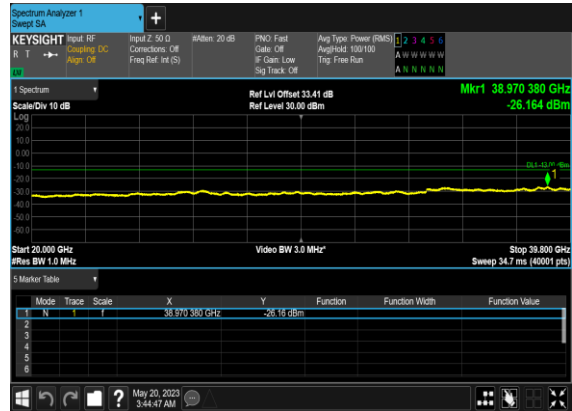 Spectrum Analyzer 1
Swept SA
+
KEYSIGHT Input: RF Input Z: 50 Ω #Atten: 20 dB PNO: Fast Avg Type: Power (RMS) 1 2 3 4 5 6
R T Coupling: DC Corrections: Off Gate: Off Avg|Hold: 100/100 A W W W W W
Align: Off Freq Ref: Int (S) IF Gain: Low Trig: Free Run
Sig Track: Off A N N N N N
1 Spectrum Ref Lvl Offset 33.41 dB Mkr1 38.970 380 GHz
Scale/Div 10 dB Ref Level 30.00 dBm -26.164 dBm
Log
20.0
10.0
0.00
-10.0 DL1 -13.00 dBm
-20.0 1
-30.0
-40.0
-50.0
-60.0
Start 20.000 GHz Video BW 3.0 MHz* Stop 39.800 GHz
#Res BW 1.0 MHz Sweep 34.7 ms (40001 pts)
5 Marker Table
Mode Trace Scale X Y Function Function Width Function Value
1 N 1 f 38.970 380 GHz -26.16 dBm
2
3
4
5
6
? May 20, 2023
3:44:47 AM